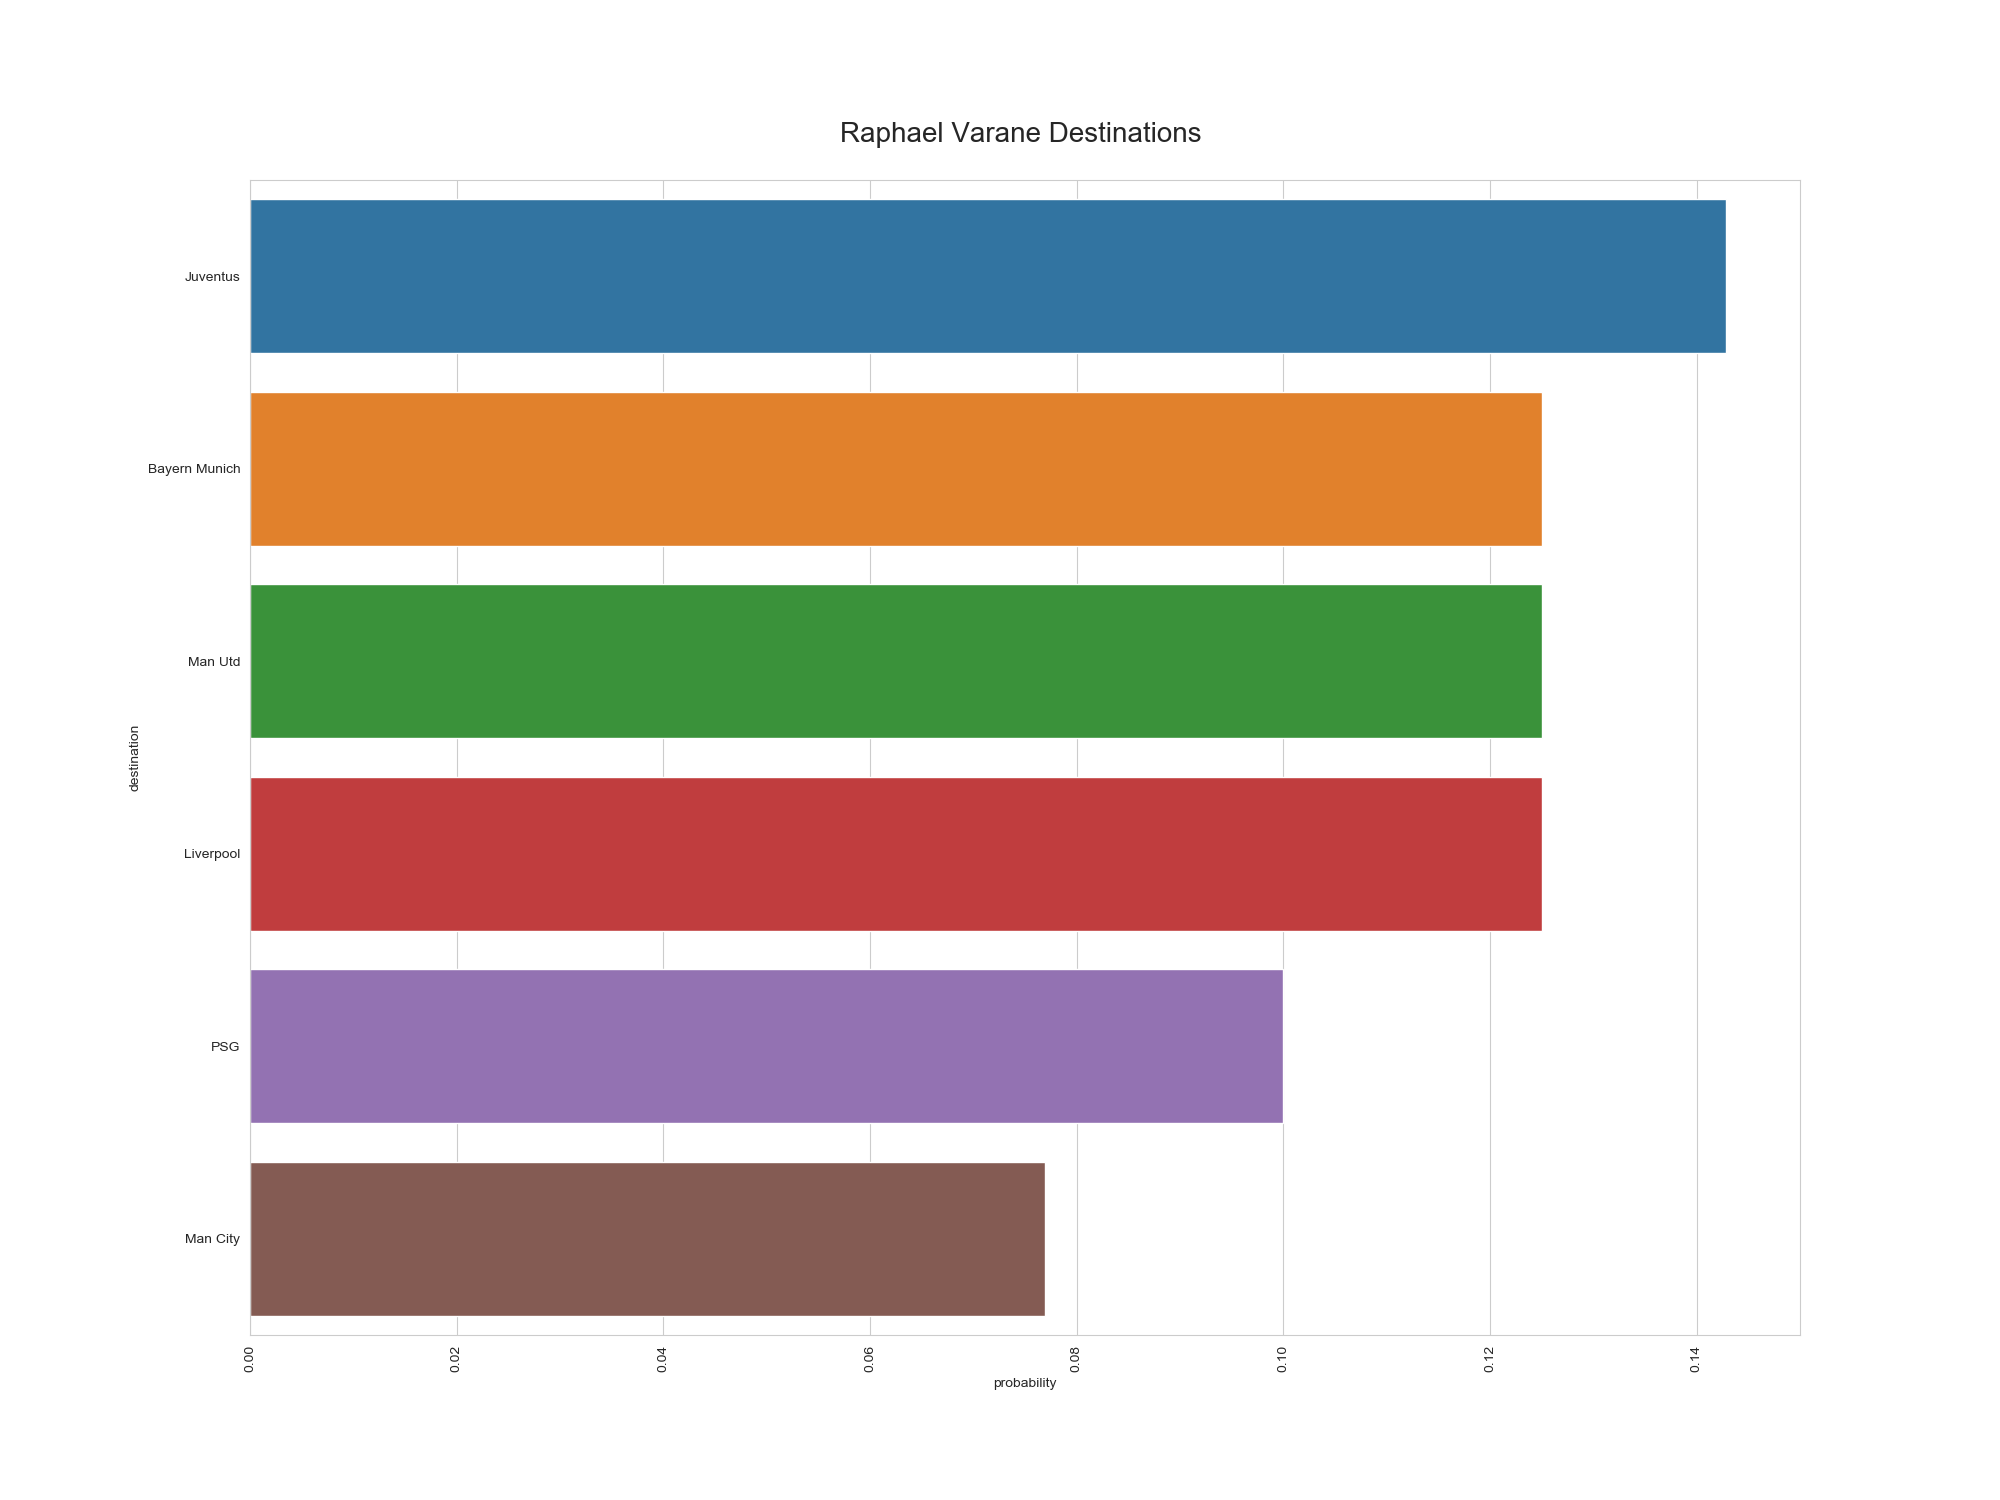 Raphael Varane Destinations
Juventus
Bayern Munich
Man Utd
Liverpool
PSG
Man City
destination
0.00
0.02
0.04
0.06
0.08
0.10
0.12
0.14
probability